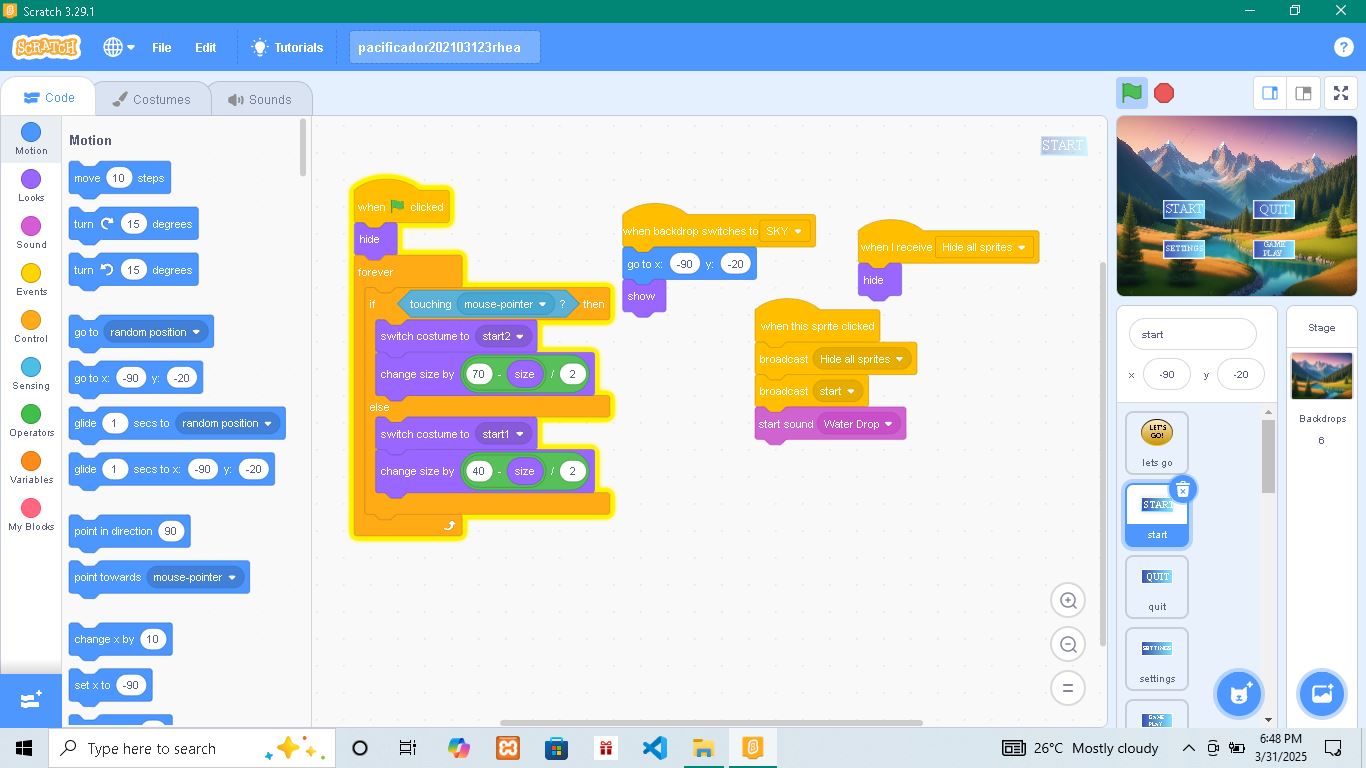 Scratch 3.29.1
SCRATCH
File
Edit
Tutorials
pacificador202103123rhea
?
Code
Costumes
Sounds
Motion
Looks
Sound
Events
Control
Sensing
Operators
Variables
My Blocks
Motion
move 10 steps
turn 15 degrees
turn 15 degrees
go to random position
go to x: -90 y: -20
glide 1 secs to random position
glide 1 secs to x: -90 y: -20
point in direction 90
point towards mouse-pointer
change x by 10
set x to -90
when clicked
hide
forever
if touching mouse-pointer ? then
switch costume to start2
change size by 70 - size / 2
else
switch costume to start1
change size by 40 - size / 2
when backdrop switches to SKY
go to x: -90 y: -20
show
when I receive Hide all sprites
hide
when this sprite clicked
broadcast Hide all sprites
broadcast start
start sound Water Drop
START
START
QUIT
SETTINGS
GAME
PLAY
start
x -90 y -20
LET'S
GO!
lets go
START
start
QUIT
quit
SETTINGS
settings
GAME
PLAY
Stage
Backdrops
6
Type here to search
26°C Mostly cloudy
6:48 PM
3/31/2025